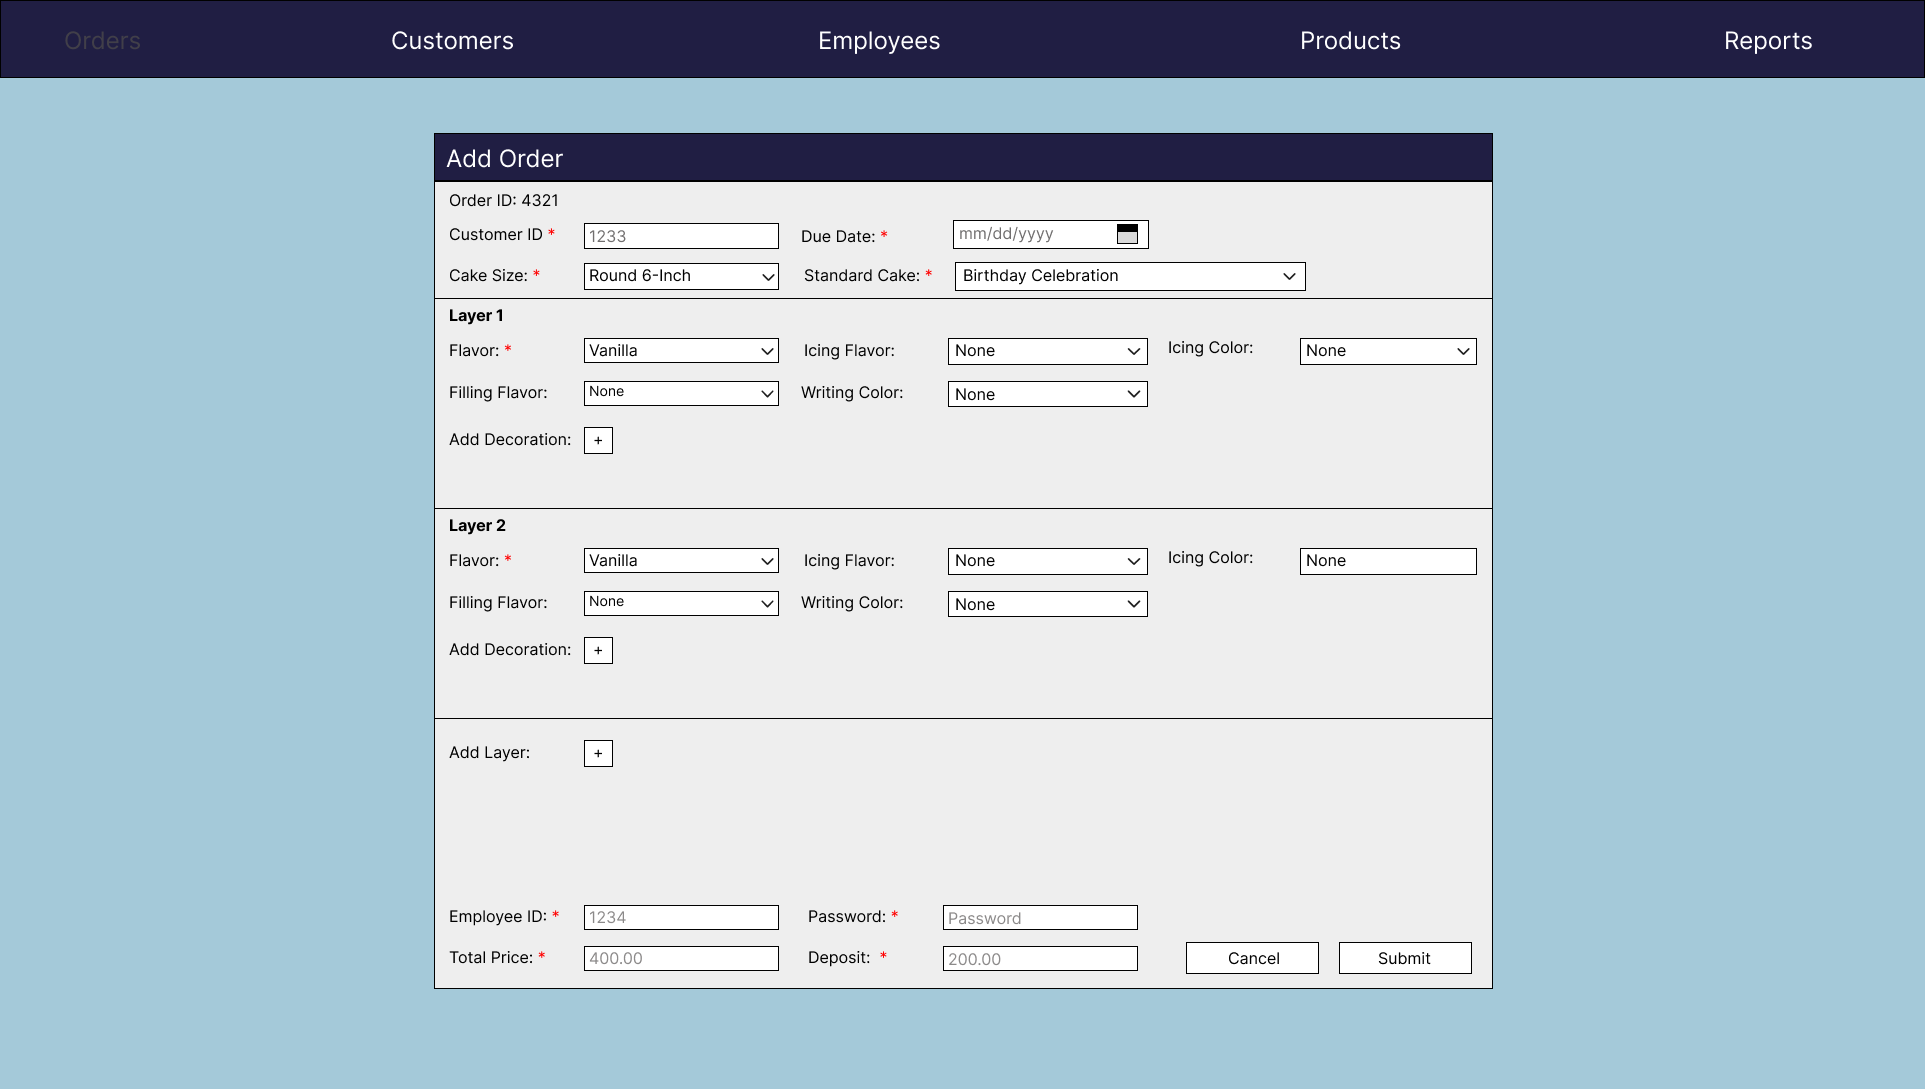 Orders Customers Employees Products Reports
Add Order
Order ID: 4321
Customer ID * 1233 Due Date: * mm/dd/yyyy
Cake Size: * Round 6-Inch Standard Cake: * Birthday Celebration
Layer 1
Flavor: * Vanilla Icing Flavor: None Icing Color: None
Filling Flavor: None Writing Color: None
Add Decoration: +
Layer 2
Flavor: * Vanilla Icing Flavor: None Icing Color: None
Filling Flavor: None Writing Color: None
Add Decoration: +
Add Layer: +
Employee ID: * 1234 Password: * Password
Total Price: * 400.00 Deposit: * 200.00 Cancel Submit